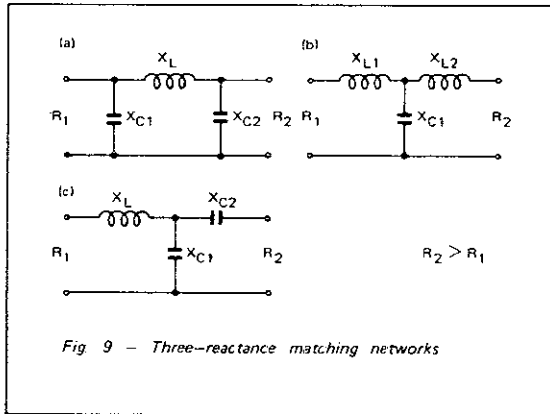 (a)
X_L
R1
X_C1
X_C2
R2
(b)
X_L1
X_L2
R1
X_C1
R2
(c)
X_L
X_C2
R1
X_C1
R2
R2 > R1
Fig. 9 – Three-reactance matching networks